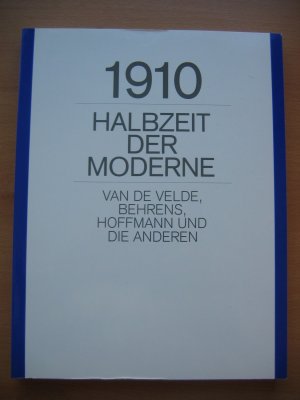 1910
HALBZEIT
DER
MODERNE
VAN DE VELDE,
BEHRENS,
HOFFMANN UND
DIE ANDEREN